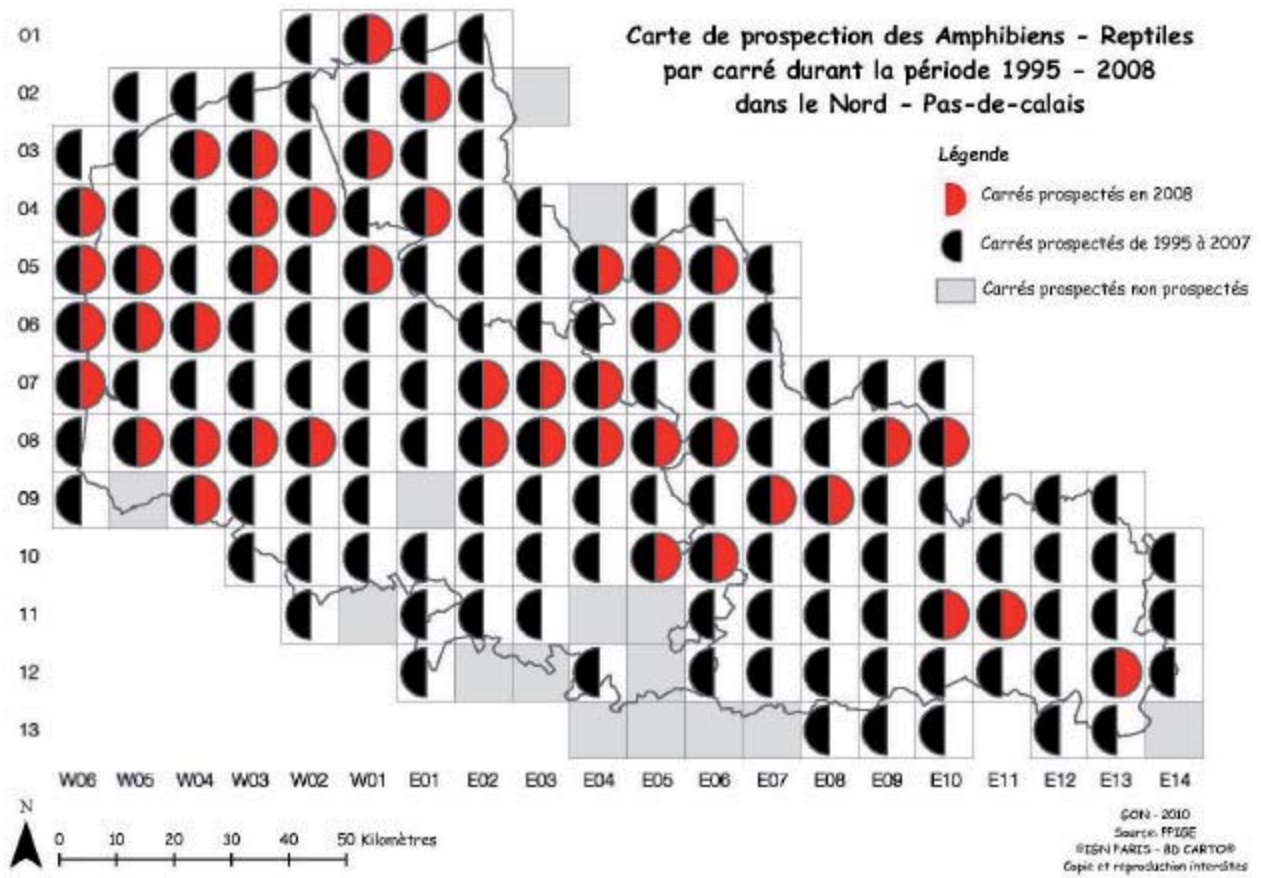 Carte de prospection des Amphibiens - Reptiles
par carré durant la période 1995 - 2008
dans le Nord - Pas-de-calais
Légende
Carrés prospectés en 2008
Carrés prospectés de 1995 à 2007
Carrés prospectés non prospectés
01
02
03
04
05
06
07
08
09
10
11
12
13
W06 W05 W04 W03 W02 W01 E01 E02 E03 E04 E05 E06 E07 E08 E09 E10 E11 E12 E13 E14
N
0 10 20 30 40 50 Kilomètres
GON - 2010
Source: PPIGE
©IGN PARIS - BD CARTO®
Copie et reproduction interdites